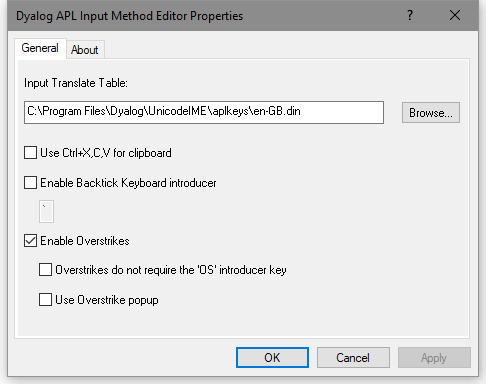 Dyalog APL Input Method Editor Properties ?
General About
Input Translate Table:
C:\Program Files\Dyalog\UnicodeIME\aplkeys\en-GB.din Browse...
Use Ctrl+X,C,V for clipboard
Enable Backtick Keyboard introducer
`
Enable Overstrikes
Overstrikes do not require the 'OS' introducer key
Use Overstrike popup
OK Cancel Apply